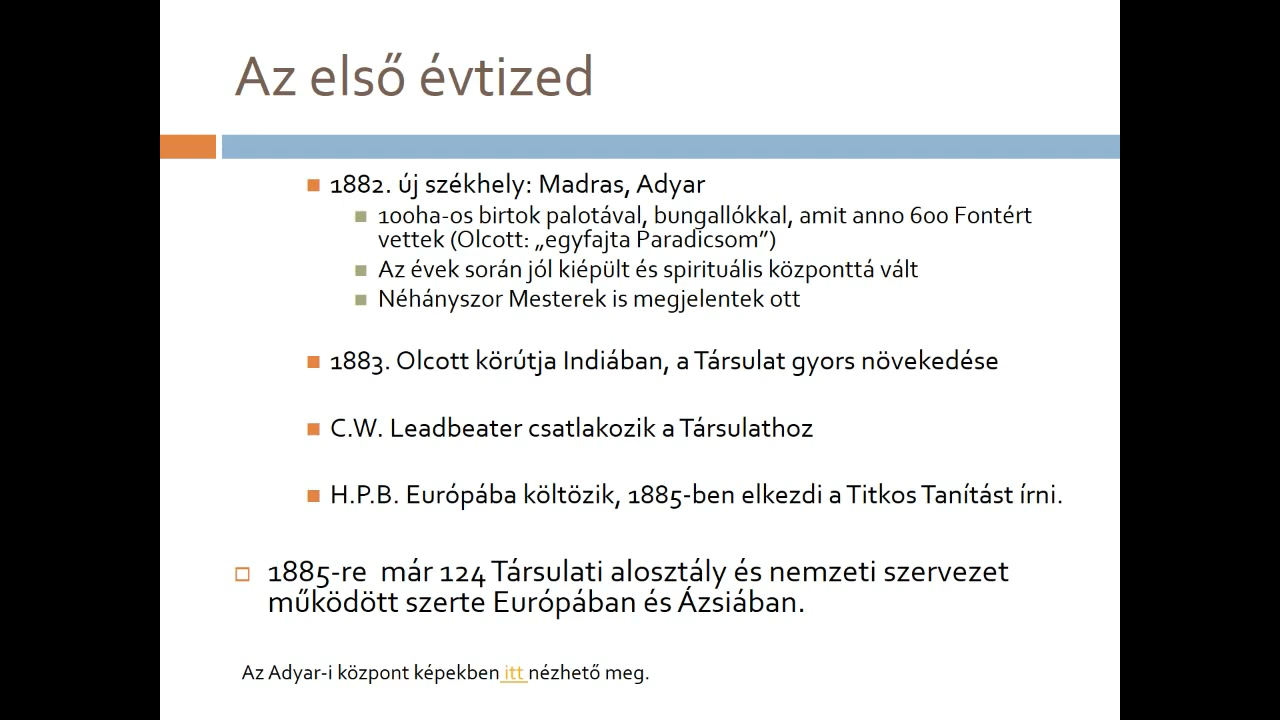 Az első évtized
1882. új székhely: Madras, Adyar
100ha-os birtok palotával, bungallókkal, amit anno 600 Fontért
vettek (Olcott: „egyfajta Paradicsom”)
Az évek során jól kiépült és spirituális központtá vált
Néhányszor Mesterek is megjelentek ott
1883. Olcott körútja Indiában, a Társulat gyors növekedése
C.W. Leadbeater csatlakozik a Társulathoz
H.P.B. Európába költözik, 1885-ben elkezdi a Titkos Tanítást írni.
1885-re már 124 Társulati alosztály és nemzeti szervezet
működött szerte Európában és Ázsiában.
Az Adyar-i központ képekben itt nézhető meg.